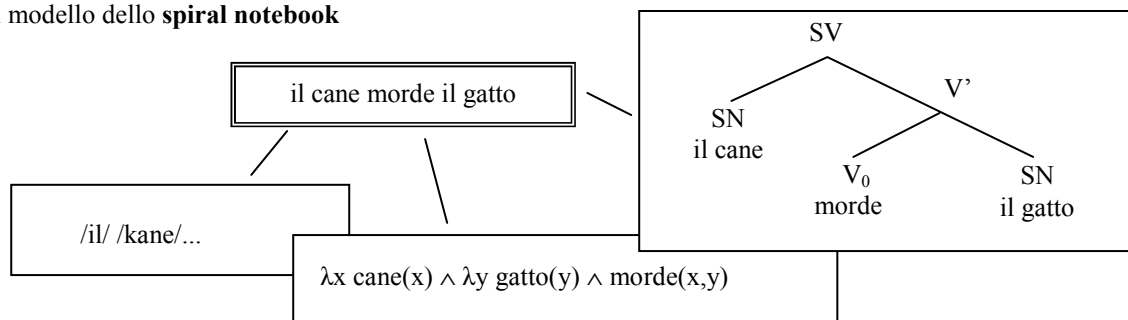 modello dello spiral notebook
il cane morde il gatto
SV
V’
SN
il cane
V₀
morde
SN
il gatto
/il/ /kane/...
λx cane(x) ∧ λy gatto(y) ∧ morde(x,y)